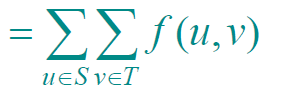 = ∑ ∑ f(u,v)
u∈S v∈T